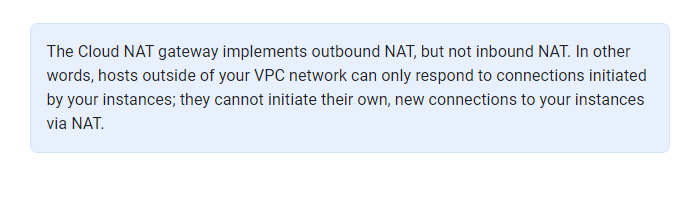 The Cloud NAT gateway implements outbound NAT, but not inbound NAT. In other
words, hosts outside of your VPC network can only respond to connections initiated
by your instances; they cannot initiate their own, new connections to your instances
via NAT.